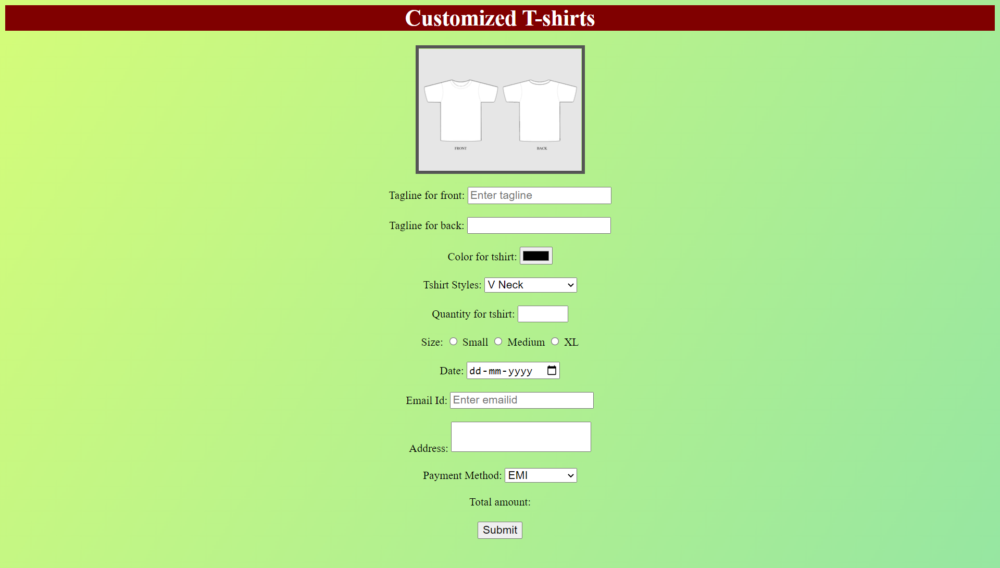 Customized T-shirts
FRONT BACK
Tagline for front: Enter tagline
Tagline for back:
Color for tshirt:
Tshirt Styles: V Neck
Quantity for tshirt:
Size: Small Medium XL
Date: dd-mm-yyyy
Email Id: Enter emailid
Address:
Payment Method: EMI
Total amount:
Submit